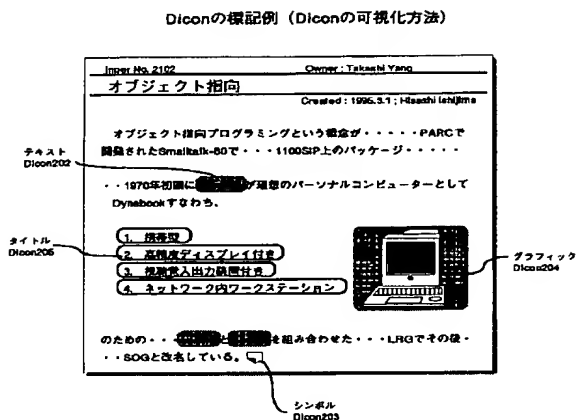 Diconの標記例（Diconの可視化方法）
Inper No. 2102 Owner : Takashi Yang
オブジェクト指向
Created : 1995.3.1 ; Hisashi Ishijima
オブジェクト指向プログラミングという概念が・・・・・PARCで
開発されたSmalltalk-80で・・・1100SIP上のパッケージ・・・・・
テキスト
Dicon202
・・1970年初頭に が理想のパーソナルコンピューターとして
Dynabookすなわち、
タイトル
Dicon205
1. 携帯型
2. 高精度ディスプレイ付き
3. 視聴覚入出力装置付き
4. ネットワーク内ワークステーション
グラフィック
Dicon204
のための・・ と を組み合わせた・・・LRGでその後・
・・SOGと改名している。
シンボル
Dicon203